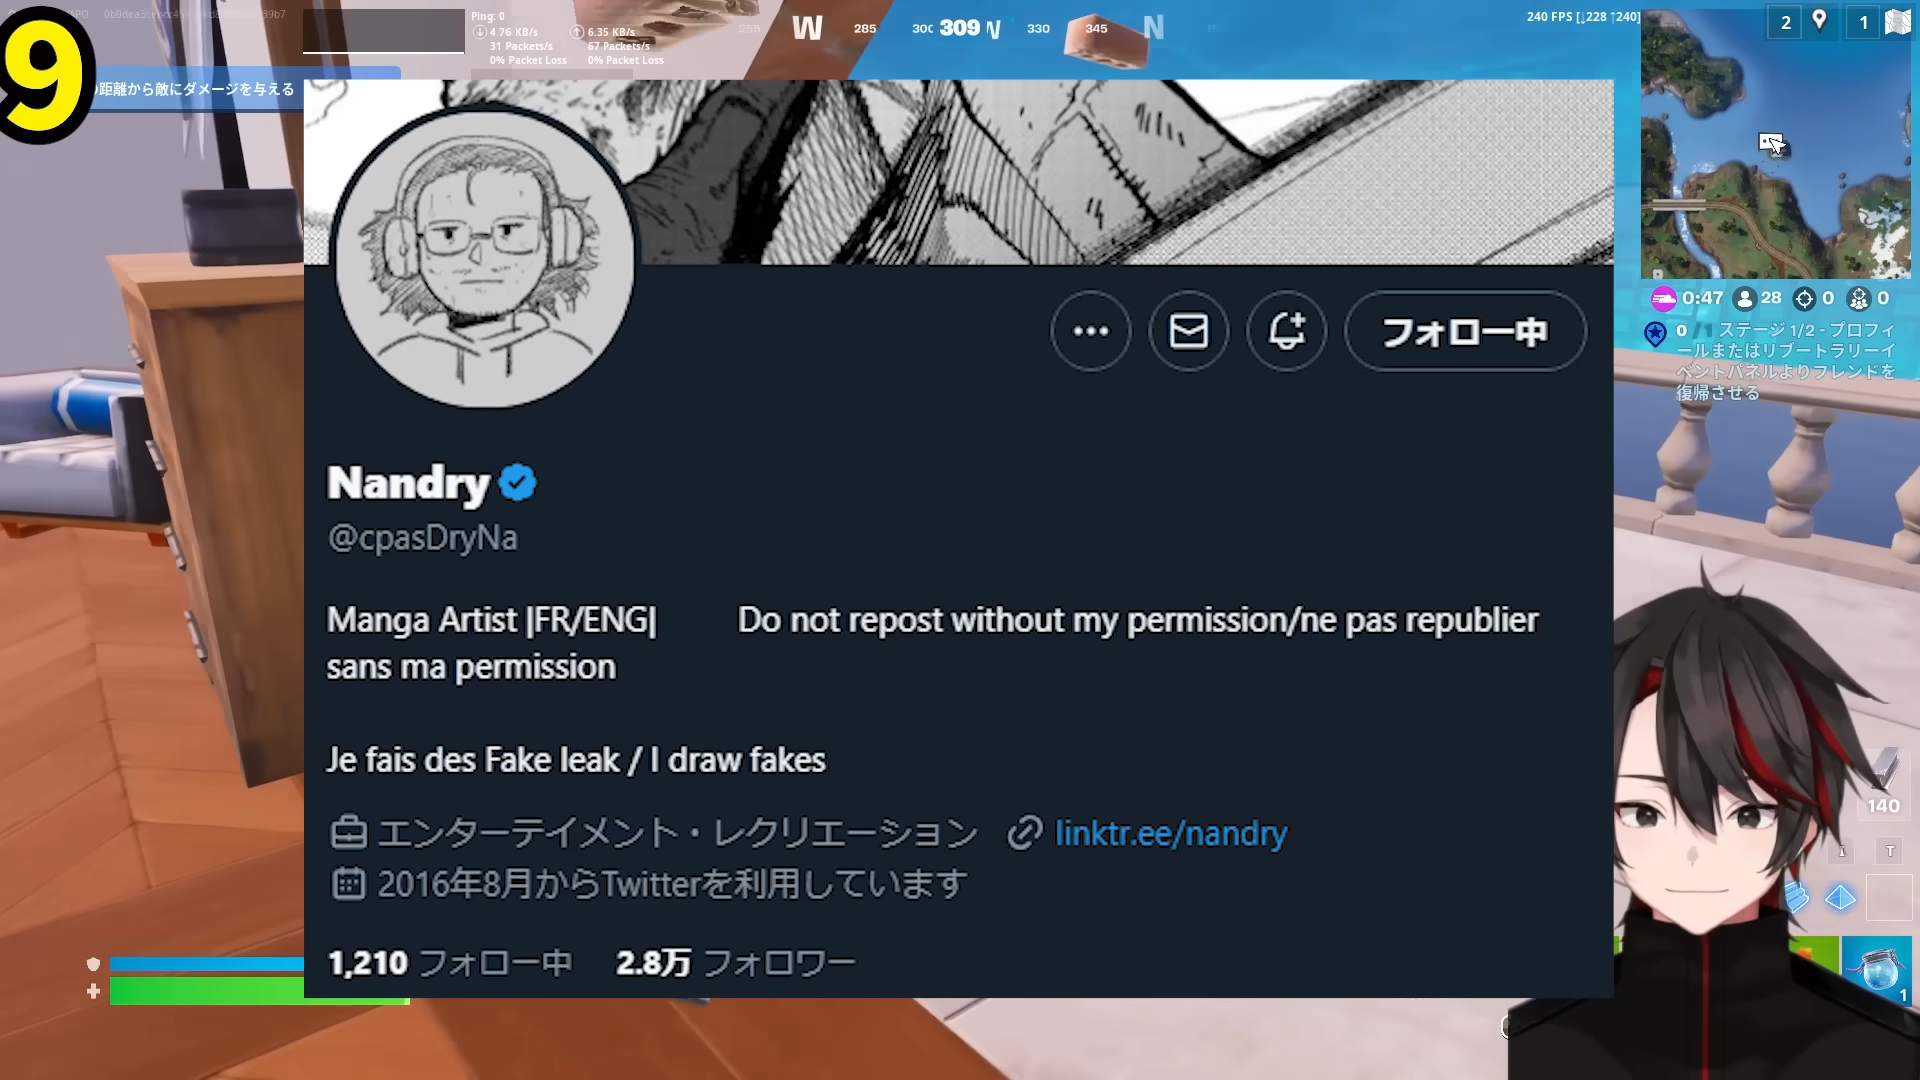 9
距離から敵にダメージを与える
Ping: 0
4.76 KB/s
6.35 KB/s
31 Packets/s
67 Packets/s
0% Packet Loss
0% Packet Loss
255
W
285
300
309
N
330
345
N
240 FPS [↓228 ↑240]
2
1
0:47
28
0
0
0 /1 ステージ 1/2 - プロフィ
ールまたはリブートラリーイ
ベントパネルよりフレンドを
復帰させる
フォロー中
Nandry
@cpasDryNa
Manga Artist |FR/ENG| Do not repost without my permission/ne pas republier
sans ma permission
Je fais des Fake leak / I draw fakes
エンターテイメント・レクリエーション linktr.ee/nandry
2016年8月からTwitterを利用しています
1,210 フォロー中 2.8万 フォロワー
140
T
1